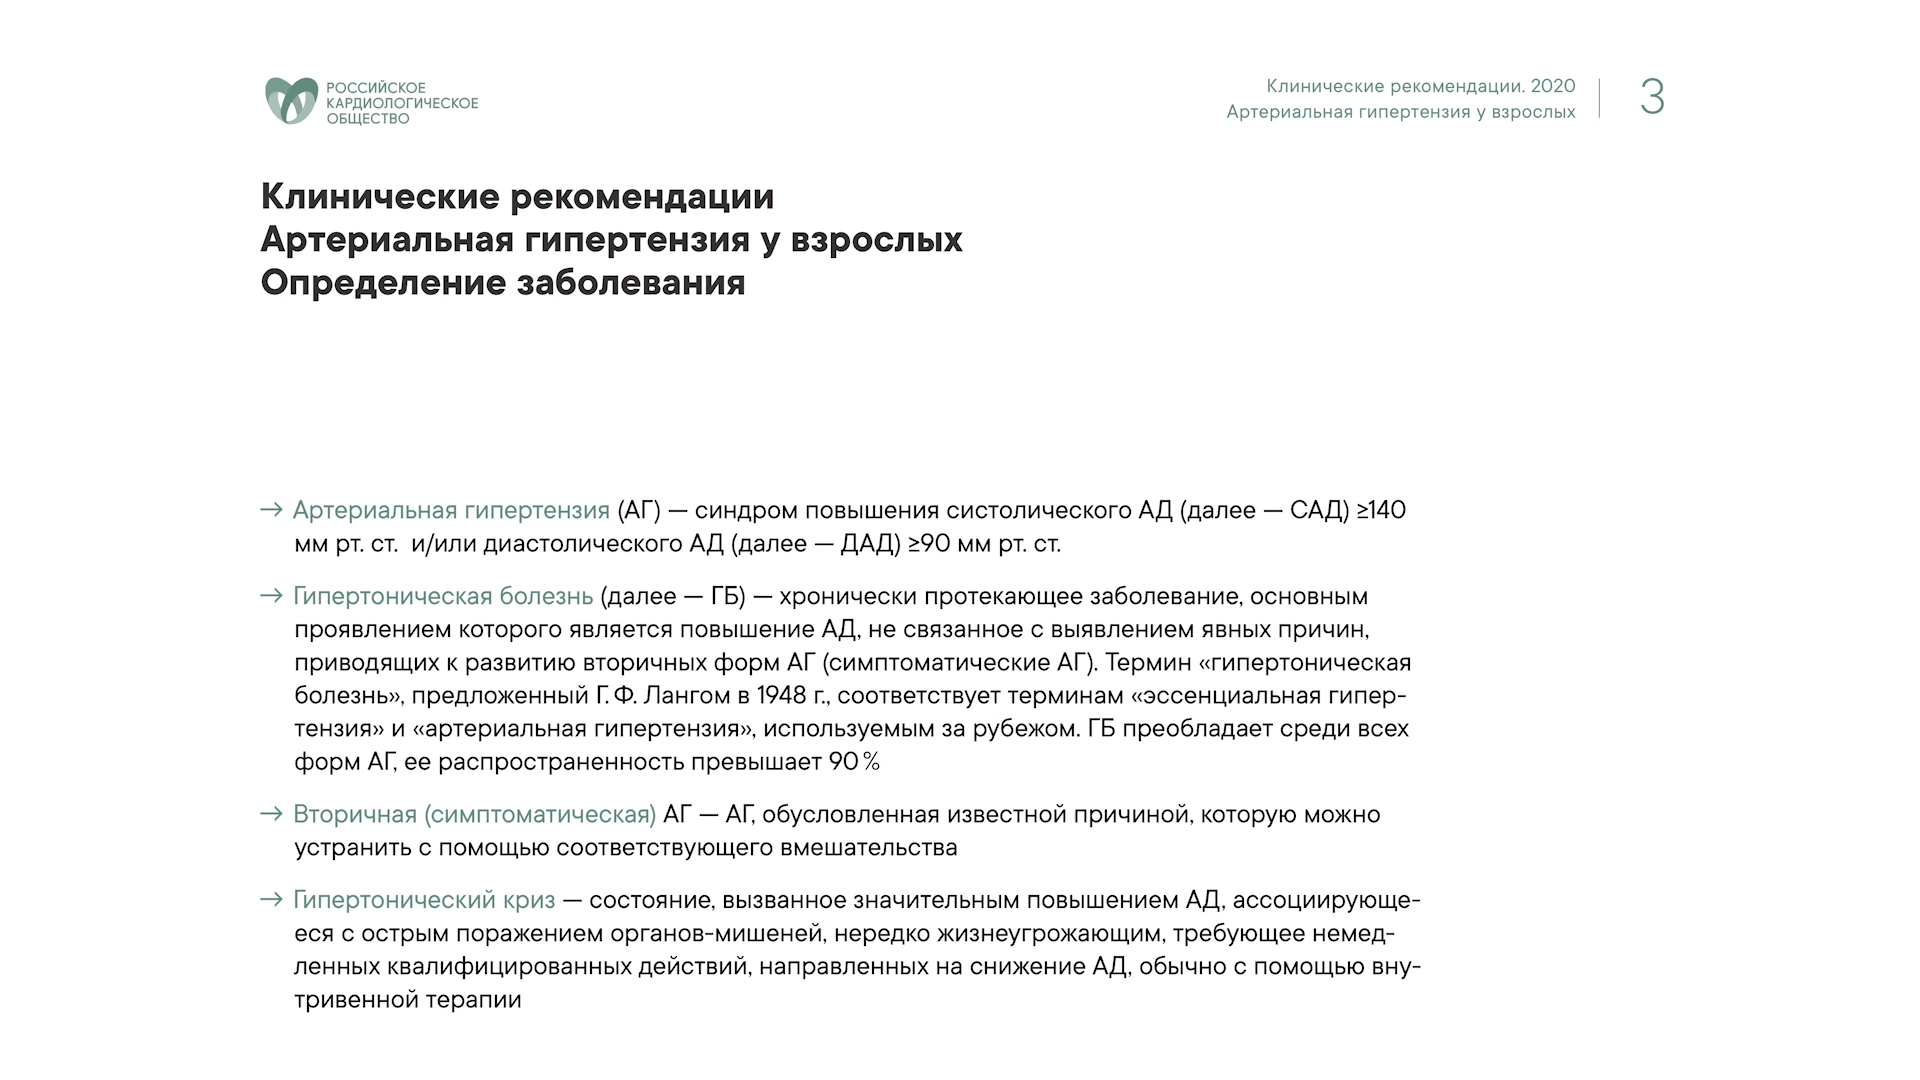 РОССИЙСКОЕ
КАРДИОЛОГИЧЕСКОЕ
ОБЩЕСТВО
Клинические рекомендации. 2020
Артериальная гипертензия у взрослых
3
Клинические рекомендации
Артериальная гипертензия у взрослых
Определение заболевания
→ Артериальная гипертензия (АГ) — синдром повышения систолического АД (далее — САД) ≥140
мм рт. ст. и/или диастолического АД (далее — ДАД) ≥90 мм рт. ст.
→ Гипертоническая болезнь (далее — ГБ) — хронически протекающее заболевание, основным
проявлением которого является повышение АД, не связанное с выявлением явных причин,
приводящих к развитию вторичных форм АГ (симптоматические АГ). Термин «гипертоническая
болезнь», предложенный Г. Ф. Лангом в 1948 г., соответствует терминам «эссенциальная гипер-
тензия» и «артериальная гипертензия», используемым за рубежом. ГБ преобладает среди всех
форм АГ, ее распространенность превышает 90 %
→ Вторичная (симптоматическая) АГ — АГ, обусловленная известной причиной, которую можно
устранить с помощью соответствующего вмешательства
→ Гипертонический криз — состояние, вызванное значительным повышением АД, ассоциирующе-
еся с острым поражением органов-мишеней, нередко жизнеугрожающим, требующее немед-
ленных квалифицированных действий, направленных на снижение АД, обычно с помощью вну-
тривенной терапии